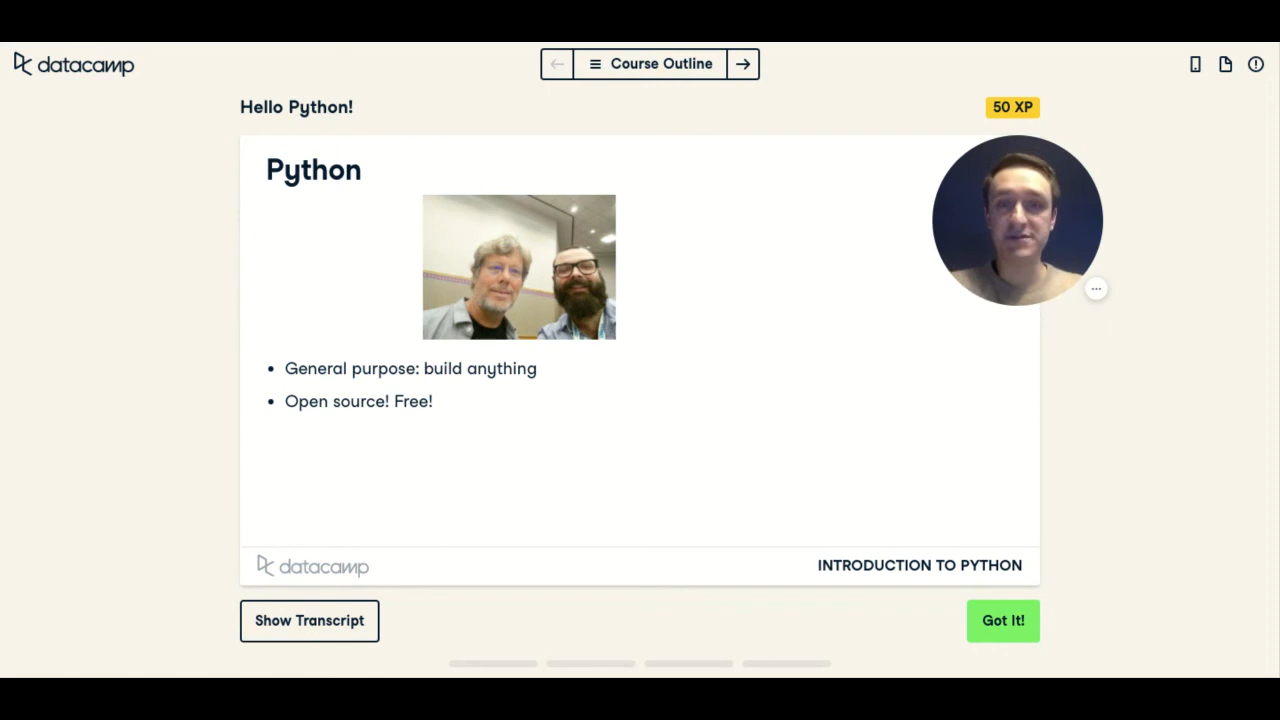 datacamp
Course Outline
Hello Python!
50 XP
Python
General purpose: build anything
Open source! Free!
datacamp
INTRODUCTION TO PYTHON
Show Transcript
Got It!